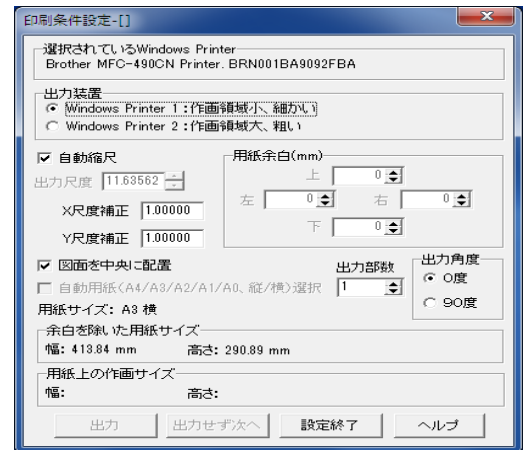 印刷条件設定-[]
選択されているWindows Printer
Brother MFC-490CN Printer. BRN001BA9092FBA
出力装置
Windows Printer 1 :作画領域小、細かい
Windows Printer 2 :作画領域大、粗い
自動縮尺
出力尺度 11.63562
X尺度補正 1.00000
Y尺度補正 1.00000
用紙余白(mm)
上 0
左 0 右 0
下 0
図面を中央に配置
自動用紙(A4/A3/A2/A1/A0、縦/横)選択
出力部数
1
出力角度
0度
90度
用紙サイズ: A3 横
余白を除いた用紙サイズ
幅: 413.84 mm 高さ: 290.89 mm
用紙上の作画サイズ
幅: 高さ:
出力 出力せず次へ 設定終了 ヘルプ